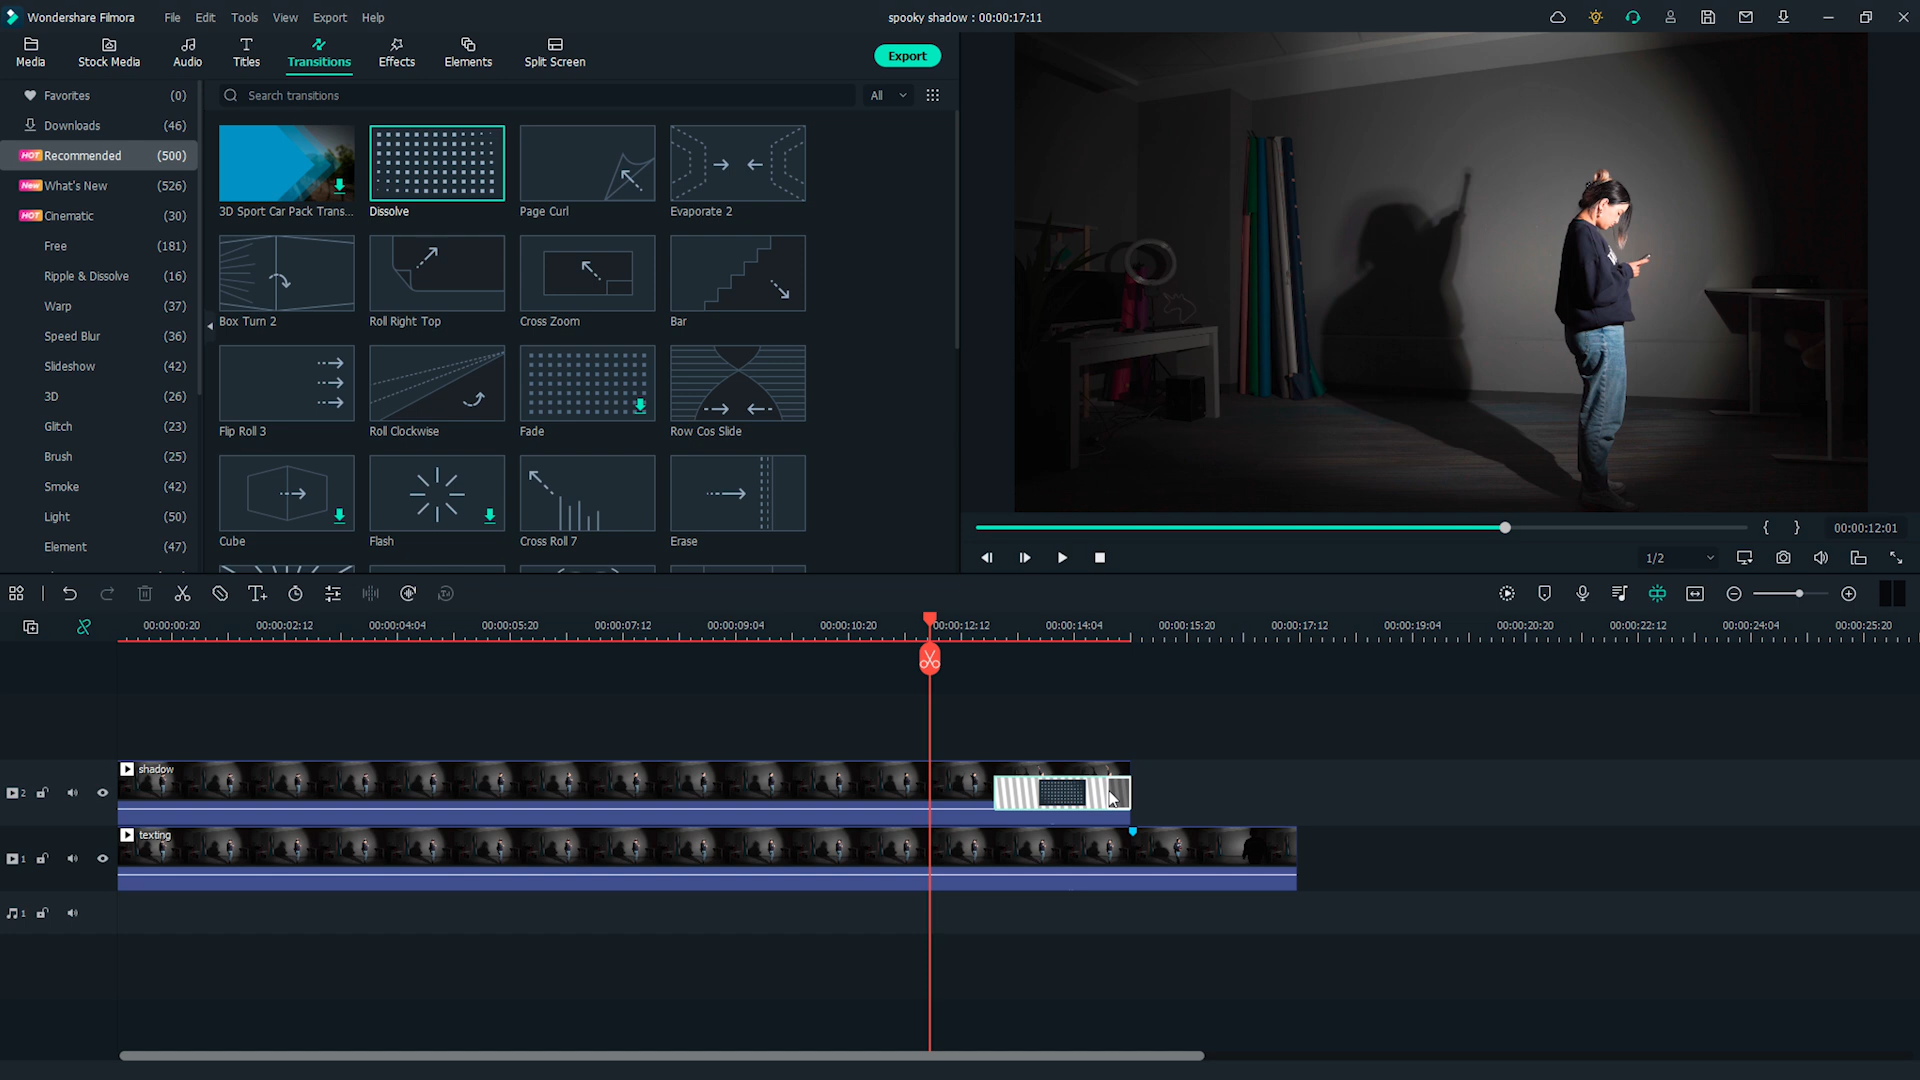 Wondershare Filmora File Edit Tools View Export Help spooky shadow : 00:00:17:11
Media Stock Media Audio Titles Transitions Effects Elements Split Screen Export
Favorites (0)
Downloads (46)
HOT Recommended (500)
New What's New (526)
HOT Cinematic (30)
Free (181)
Ripple & Dissolve (16)
Warp (37)
Speed Blur (36)
Slideshow (42)
3D (26)
Glitch (23)
Brush (25)
Smoke (42)
Light (50)
Element (47)
Search transitions All
3D Sport Car Pack Trans... Dissolve Page Curl Evaporate 2
Box Turn 2 Roll Right Top Cross Zoom Bar
Flip Roll 3 Roll Clockwise Fade Row Cos Slide
Cube Flash Cross Roll 7 Erase
{ } 00:00:12:01
1/2
00:00:00:20 00:00:02:12 00:00:04:04 00:00:05:20 00:00:07:12 00:00:09:04 00:00:10:20 00:00:12:12 00:00:14:04 00:00:15:20 00:00:17:12 00:00:19:04 00:00:20:20 00:00:22:12 00:00:24:04 00:00:25:20
shadow
2
texting
1
1